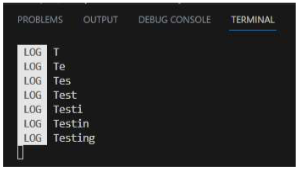 PROBLEMS OUTPUT DEBUG CONSOLE TERMINAL
LOG T
LOG Te
LOG Tes
LOG Test
LOG Testi
LOG Testin
LOG Testing